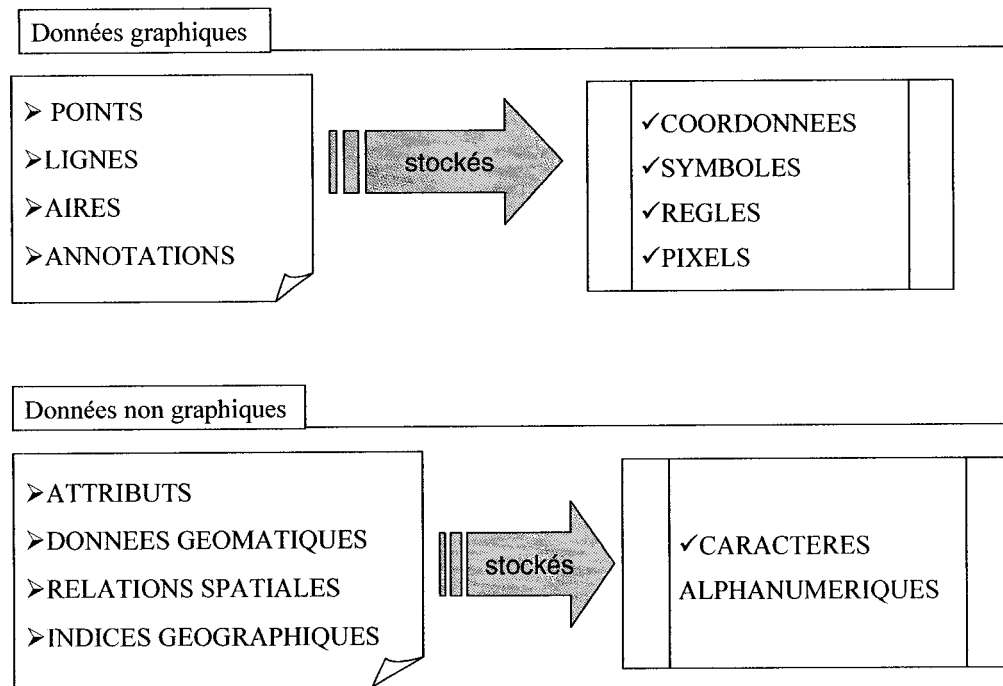 Données graphiques
➢ POINTS
➢LIGNES
➢AIRES
➢ANNOTATIONS
stockés
✓COORDONNEES
✓SYMBOLES
✓REGLES
✓PIXELS
Données non graphiques
➢ATTRIBUTS
➢DONNEES GEOMATIQUES
➢RELATIONS SPATIALES
➢INDICES GEOGRAPHIQUES
stockés
✓CARACTERES
ALPHANUMERIQUES